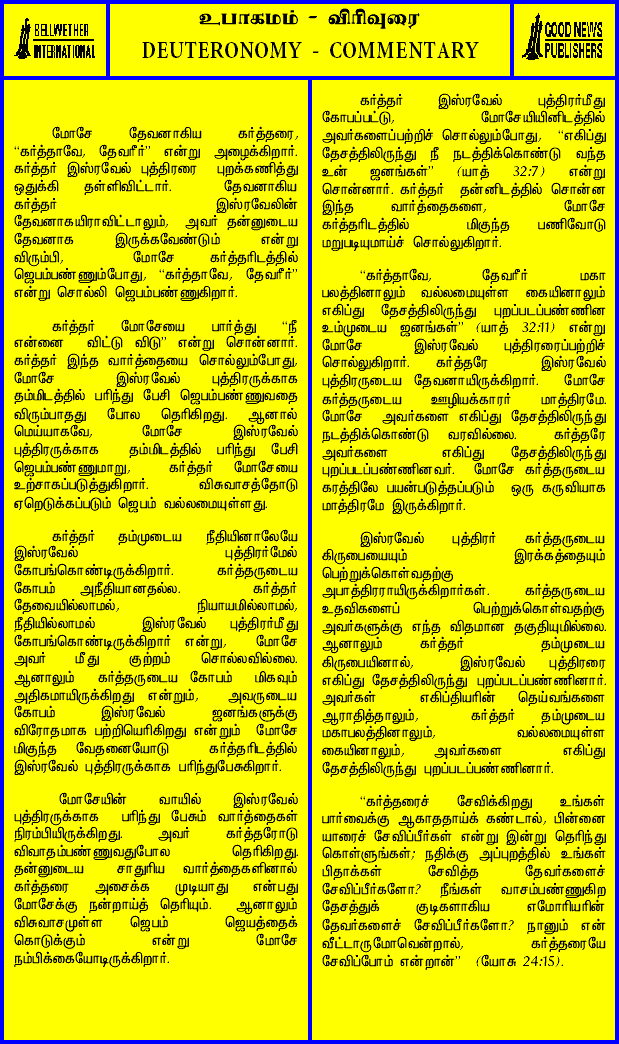 BELLWETHER
INTERNATIONAL
உபாகமம் - விரிவுரை
DEUTERONOMY - COMMENTARY
GOOD NEWS
PUBLISHERS
மோசே தேவனாகிய கர்த்தரை,
“கர்த்தாவே, தேவரீர்” என்று அழைக்கிறார்.
கர்த்தர் இஸ்ரவேல் புத்திரரை புறக்கணித்து
ஒதுக்கி தள்ளிவிட்டார். தேவனாகிய
கர்த்தர் இஸ்ரவேலின்
தேவனாகயிராவிட்டாலும், அவர் தன்னுடைய
தேவனாக இருக்கவேண்டும் என்று
விரும்பி, மோசே கர்த்தரிடத்தில்
ஜெபம்பண்ணும்போது, “கர்த்தாவே, தேவரீர்”
என்று சொல்லி ஜெபம்பண்ணுகிறார்.
கர்த்தர் மோசேயை பார்த்து “நீ
என்னை விட்டு விடு” என்று சொன்னார்.
கர்த்தர் இந்த வார்த்தையை சொல்லும்போது,
மோசே இஸ்ரவேல் புத்திரருக்காக
தம்மிடத்தில் பரிந்து பேசி ஜெபம்பண்ணுவதை
விரும்பாதது போல தெரிகிறது. ஆனால்
மெய்யாகவே, மோசே இஸ்ரவேல்
புத்திரருக்காக தம்மிடத்தில் பரிந்து பேசி
ஜெபம்பண்ணுமாறு, கர்த்தர் மோசேயை
உற்சாகப்படுத்துகிறார். விசுவாசத்தோடு
ஏறெடுக்கப்படும் ஜெபம் வல்லமையுள்ளது.
கர்த்தர் தம்முடைய நீதியினாலேயே
இஸ்ரவேல் புத்திரர்மேல்
கோபங்கொண்டிருக்கிறார். கர்த்தருடைய
கோபம் அநீதியானதல்ல. கர்த்தர்
தேவையில்லாமல், நியாயமில்லாமல்,
நீதியில்லாமல் இஸ்ரவேல் புத்திரர்மீது
கோபங்கொண்டிருக்கிறார் என்று, மோசே
அவர் மீது குற்றம் சொல்லவில்லை.
ஆனாலும் கர்த்தருடைய கோபம் மிகவும்
அதிகமாயிருக்கிறது என்றும், அவருடைய
கோபம் இஸ்ரவேல் ஜனங்களுக்கு
விரோதமாக பற்றியெரிகிறது என்றும் மோசே
மிகுந்த வேதனையோடு கர்த்தரிடத்தில்
இஸ்ரவேல் புத்திரருக்காக பரிந்துபேசுகிறார்.
மோசேயின் வாயில் இஸ்ரவேல்
புத்திரருக்காக பரிந்து பேசும் வார்த்தைகள்
நிரம்பியிருக்கிறது. அவர் கர்த்தரோடு
விவாதம்பண்ணுவதுபோல தெரிகிறது.
தன்னுடைய சாதுரிய வார்த்தைகளினால்
கர்த்தரை அசைக்க முடியாது என்பது
மோசேக்கு நன்றாய்த் தெரியும். ஆனாலும்
விசுவாசமுள்ள ஜெபம் ஜெயத்தைக்
கொடுக்கும் என்று மோசே
நம்பிக்கையோடிருக்கிறார்.
கர்த்தர் இஸ்ரவேல் புத்திரர்மீது
கோபப்பட்டு, மோசேயியினிடத்தில்
அவர்களைப்பற்றிச் சொல்லும்போது, “எகிப்து
தேசத்திலிருந்து நீ நடத்திக்கொண்டு வந்த
உன் ஜனங்கள்” (யாத் 32:7) என்று
சொன்னார். கர்த்தர் தன்னிடத்தில் சொன்ன
இந்த வார்த்தைகளை, மோசே
கர்த்தரிடத்தில் மிகுந்த பணிவோடு
மறுபடியுமாய்ச் சொல்லுகிறார்.
“கர்த்தாவே, தேவரீர் மகா
பலத்தினாலும் வல்லமையுள்ள கையினாலும்
எகிப்து தேசத்திலிருந்து புறப்படப்பண்ணின
உம்முடைய ஜனங்கள்” (யாத் 32:11) என்று
மோசே இஸ்ரவேல் புத்திரரைப்பற்றிச்
சொல்லுகிறார். கர்த்தரே இஸ்ரவேல்
புத்திரருடைய தேவனாயிருக்கிறார். மோசே
கர்த்தருடைய ஊழியக்காரர் மாத்திரமே.
மோசே அவர்களை எகிப்து தேசத்திலிருந்து
நடத்திக்கொண்டு வரவில்லை. கர்த்தரே
அவர்களை எகிப்து தேசத்திலிருந்து
புறப்படப்பண்ணினவர். மோசே கர்த்தருடைய
கரத்திலே பயன்படுத்தப்படும் ஒரு கருவியாக
மாத்திரமே இருக்கிறார்.
இஸ்ரவேல் புத்திரர் கர்த்தருடைய
கிருபையையும் இரக்கத்தையும்
பெற்றுக்கொள்வதற்கு
அபாத்திரராயிருக்கிறார்கள். கர்த்தருடைய
உதவிகளைப் பெற்றுக்கொள்வதற்கு
அவர்களுக்கு எந்த விதமான தகுதியுமில்லை.
ஆனாலும் கர்த்தர் தம்முடைய
கிருபையினால், இஸ்ரவேல் புத்திரரை
எகிப்து தேசத்திலிருந்து புறப்படப்பண்ணினார்.
அவர்கள் எகிப்தியரின் தெய்வங்களை
ஆராதித்தாலும், கர்த்தர் தம்முடைய
மகாபலத்தினாலும், வல்லமையுள்ள
கையினாலும், அவர்களை எகிப்து
தேசத்திலிருந்து புறப்படப்பண்ணினார்.
“கர்த்தரைச் சேவிக்கிறது உங்கள்
பார்வைக்கு ஆகாததாய்க் கண்டால், பின்னை
யாரைச் சேவிப்பீர்கள் என்று இன்று தெரிந்து
கொள்ளுங்கள்; நதிக்கு அப்புறத்தில் உங்கள்
பிதாக்கள் சேவித்த தேவர்களைச்
சேவிப்பீர்களோ? நீங்கள் வாசம்பண்ணுகிற
தேசத்துக் குடிகளாகிய எமோரியரின்
தேவர்களைச் சேவிப்பீர்களோ? நானும் என்
வீட்டாருமோவென்றால், கர்த்தரையே
சேவிப்போம் என்றான்” (யோசு 24:15).